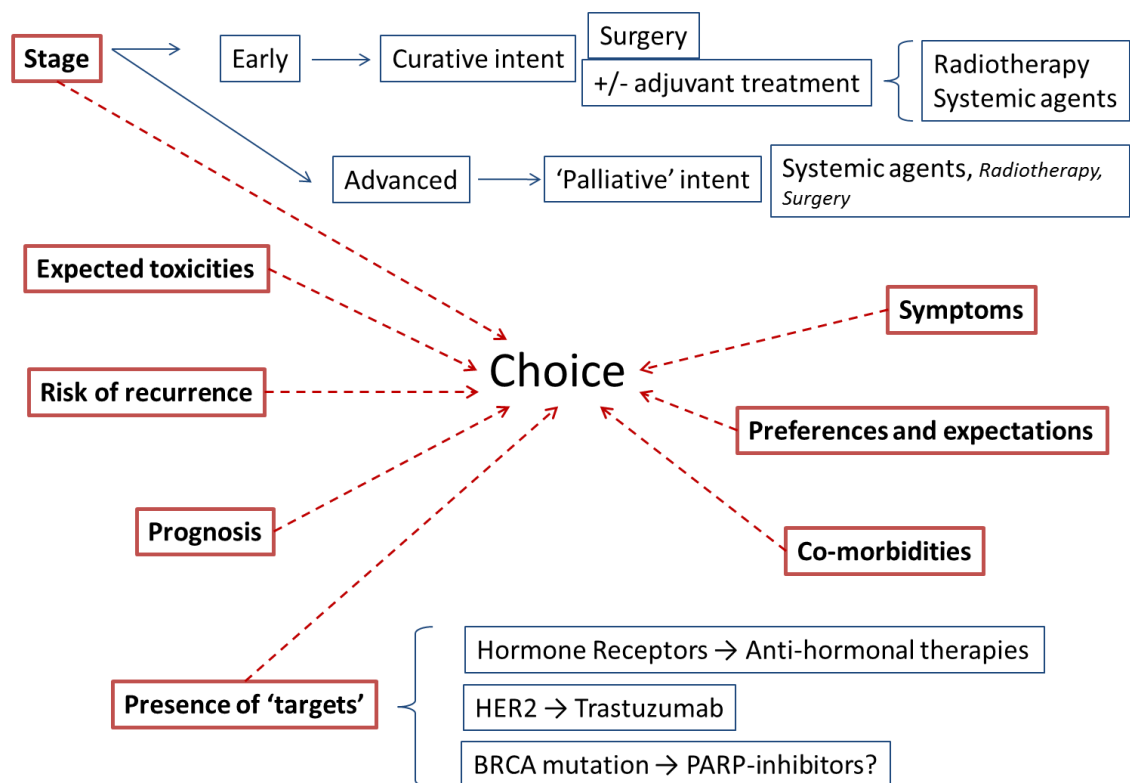 Stage
Early
Curative intent
Surgery
+/- adjuvant treatment
Radiotherapy
Systemic agents
Advanced
‘Palliative’ intent
Systemic agents, Radiotherapy,
Surgery
Expected toxicities
Symptoms
Choice
Risk of recurrence
Preferences and expectations
Prognosis
Co-morbidities
Presence of ‘targets’
Hormone Receptors → Anti-hormonal therapies
HER2 → Trastuzumab
BRCA mutation → PARP-inhibitors?